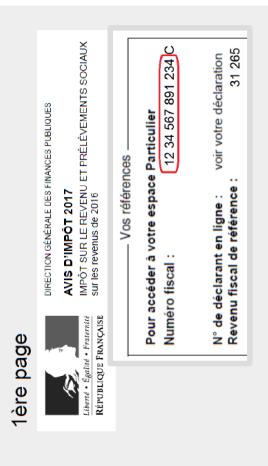 1ère page
Liberté • Égalité • Fraternité
RÉPUBLIQUE FRANÇAISE
DIRECTION GÉNÉRALE DES FINANCES PUBLIQUES
AVIS D'IMPÔT 2017
IMPÔT SUR LE REVENU ET PRÉLÈVEMENTS SOCIAUX
sur les revenus de 2016
Vos références
Pour accéder à votre espace Particulier
Numéro fiscal : 12 34 567 891 234 C
N° de déclarant en ligne : voir votre déclaration
Revenu fiscal de référence : 31 265